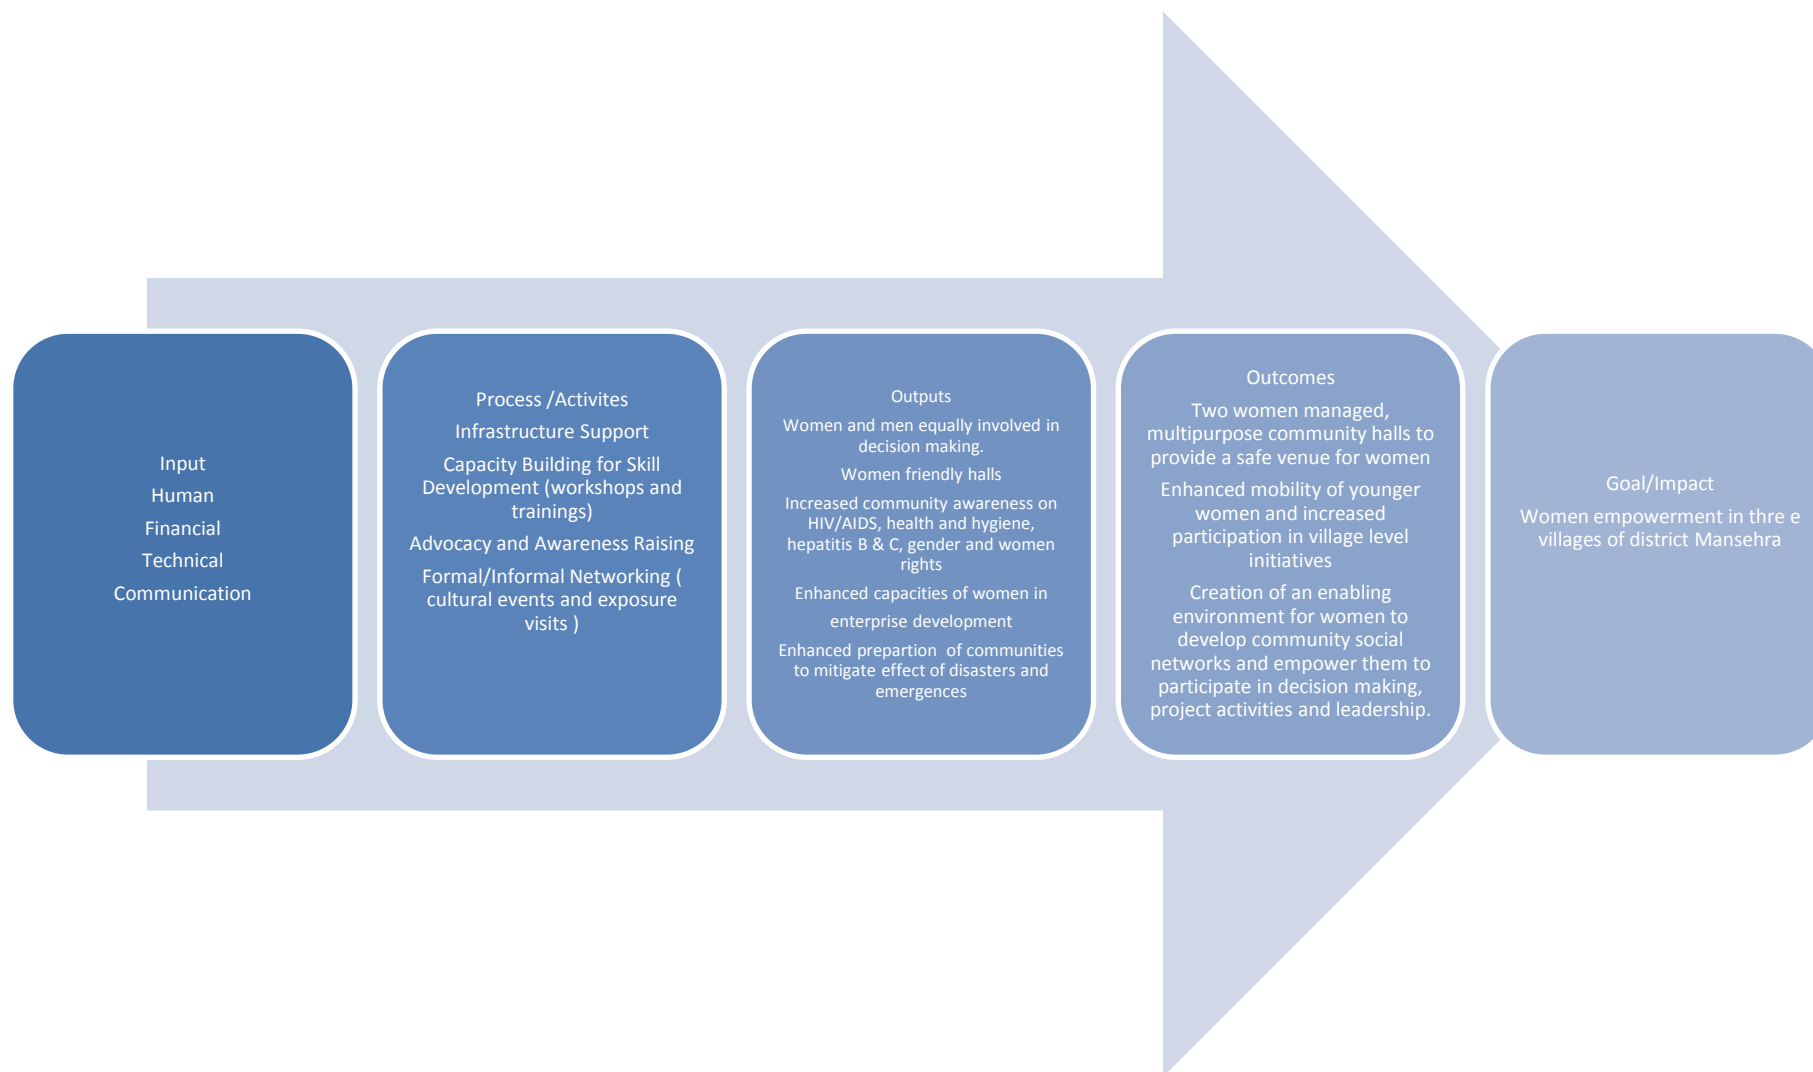 Input
Human
Financial
Technical
Communication
Process /Activites
Infrastructure Support
Capacity Building for Skill
Development (workshops and
trainings)
Advocacy and Awareness Raising
Formal/Informal Networking (
cultural events and exposure
visits )
Outputs
Women and men equally involved in
decision making.
Women friendly halls
Increased community awareness on
HIV/AIDS, health and hygiene,
hepatitis B & C, gender and women
rights
Enhanced capacities of women in
enterprise development
Enhanced prepartion  of communities
to mitigate effect of disasters and
emergences
Outcomes
Two women managed,
multipurpose community halls to
provide a safe venue for women
Enhanced mobility of younger
women and increased
participation in village level
initiatives
Creation of an enabling
environment for women to
develop community social
networks and empower them to
participate in decision making,
project activities and leadership.
Goal/Impact
Women empowerment in thre e
villages of district Mansehra